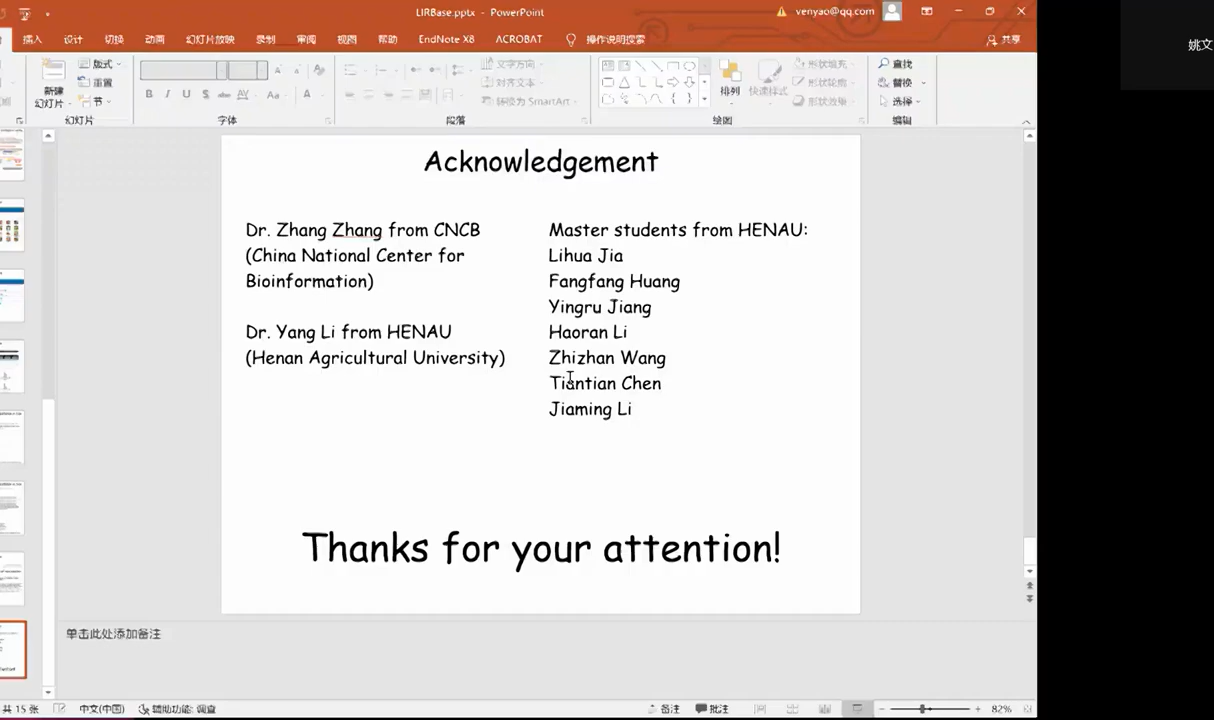 LIRBase.pptx - PowerPoint
venyao@qq.com
插入 设计 切换 动画 幻灯片放映 录制 审阅 视图 帮助 EndNote X8 ACROBAT 操作说明搜索 共享
姚文
新建
幻灯片
版式
重置
节
文字方向
对齐文本
转换为 SmartArt
排列
快速样式
形状填充
形状轮廓
形状效果
查找
替换
选择
幻灯片 字体 段落 绘图 编辑
Acknowledgement
Dr. Zhang Zhang from CNCB
(China National Center for
Bioinformation)
Dr. Yang Li from HENAU
(Henan Agricultural University)
Master students from HENAU:
Lihua Jia
Fangfang Huang
Yingru Jiang
Haoran Li
Zhizhan Wang
Tiantian Chen
Jiaming Li
Thanks for your attention!
单击此处添加备注
共 15 张 中文(中国) 辅助功能: 调查 备注 批注 82%